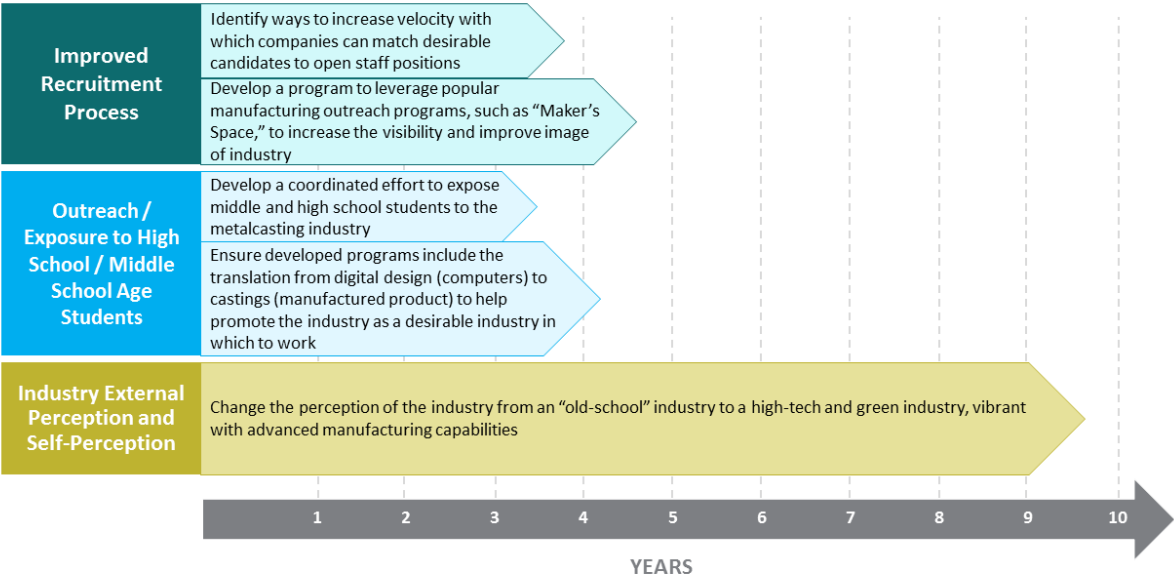 Improved
Recruitment
Process
Identify ways to increase velocity with
which companies can match desirable
candidates to open staff positions
Develop a program to leverage popular
manufacturing outreach programs, such as “Maker’s
Space,” to increase the visibility and improve image
of industry
Outreach /
Exposure to High
School / Middle
School Age
Students
Develop a coordinated effort to expose
middle and high school students to the
metalcasting industry
Ensure developed programs include the
translation from digital design (computers) to
castings (manufactured product) to help
promote the industry as a desirable industry in
which to work
Industry External
Perception and
Self-Perception
Change the perception of the industry from an “old-school” industry to a high-tech and green industry, vibrant
with advanced manufacturing capabilities
1 2 3 4 5 6 7 8 9 10
YEARS